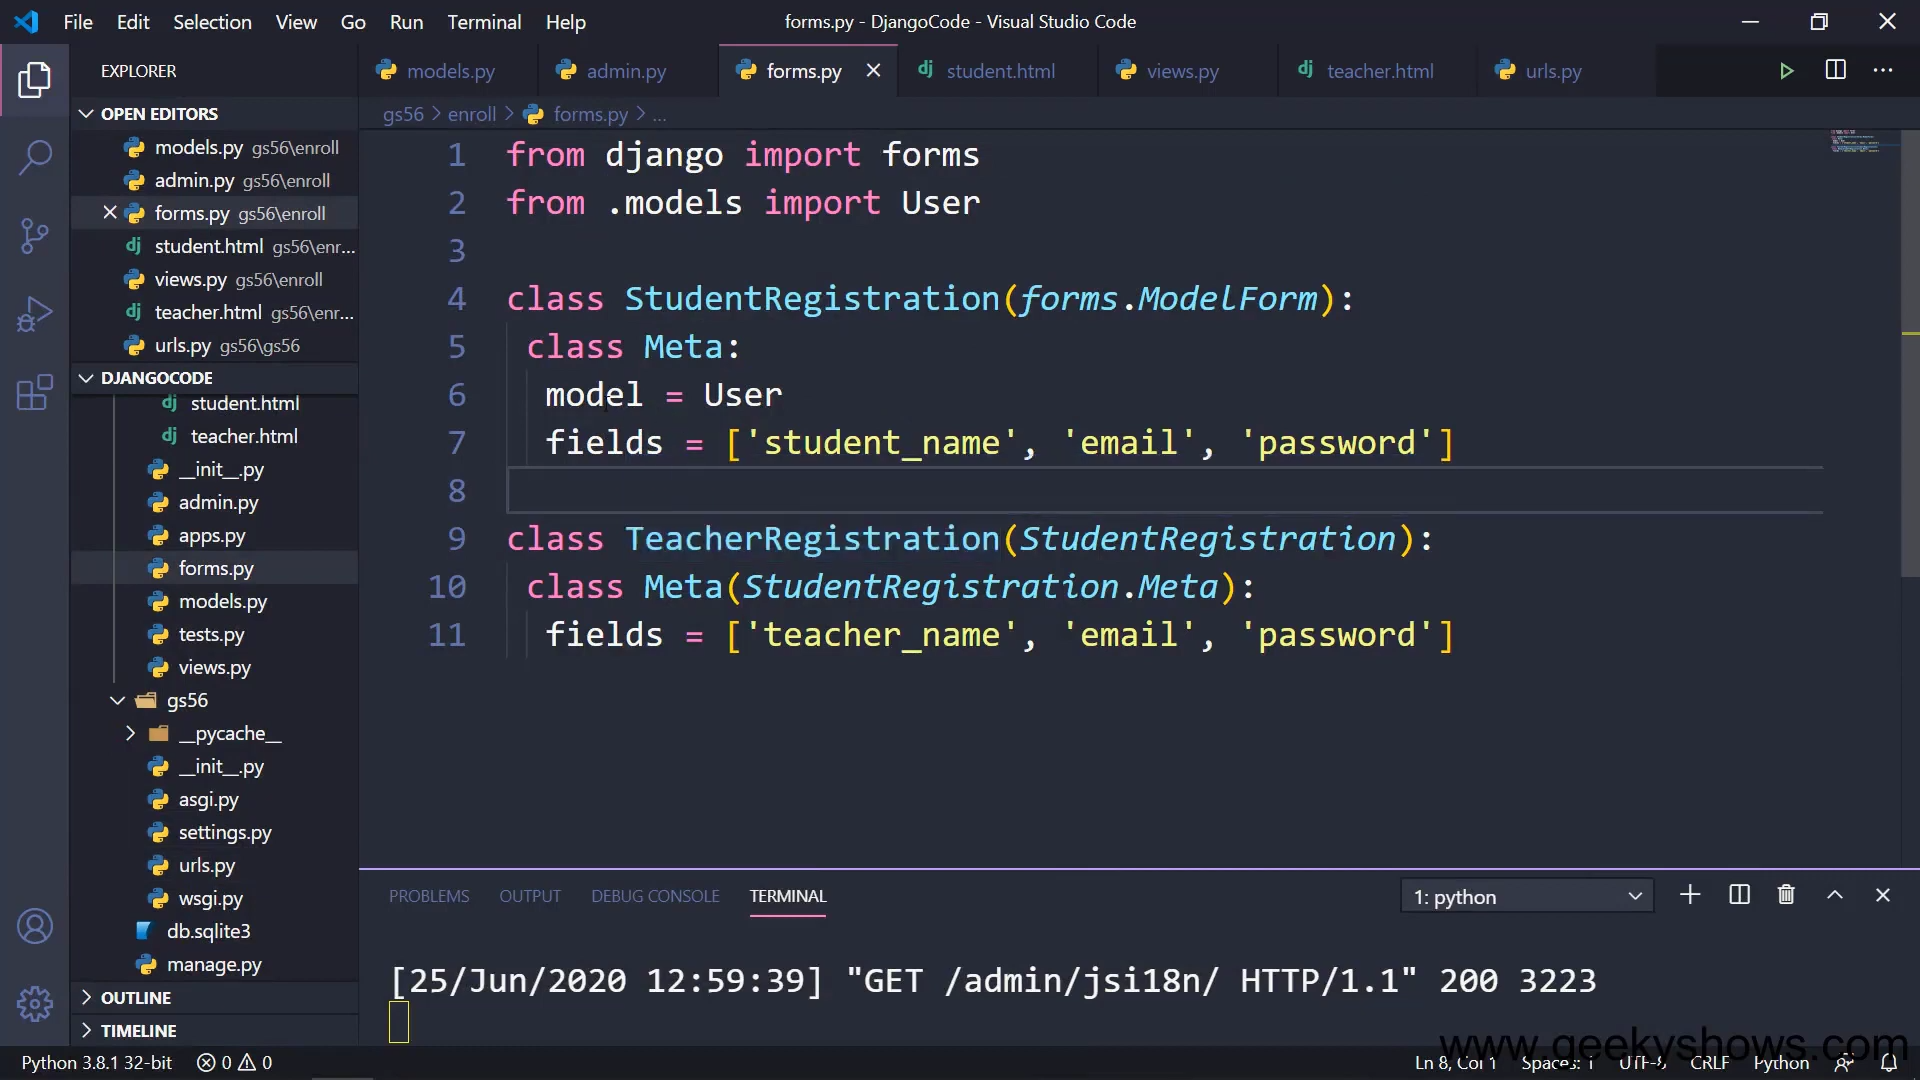 File Edit Selection View Go Run Terminal Help
forms.py - DjangoCode - Visual Studio Code
EXPLORER
OPEN EDITORS
models.py gs56\enroll
admin.py gs56\enroll
forms.py gs56\enroll
student.html gs56\enr...
views.py gs56\enroll
teacher.html gs56\enr...
urls.py gs56\gs56
DJANGOCODE
student.html
teacher.html
__init__.py
admin.py
apps.py
forms.py
models.py
tests.py
views.py
gs56
__pycache__
__init__.py
asgi.py
settings.py
urls.py
wsgi.py
db.sqlite3
manage.py
OUTLINE
TIMELINE
models.py admin.py forms.py student.html views.py teacher.html urls.py
gs56 > enroll > forms.py > ...
1 from django import forms
2 from .models import User
3
4 class StudentRegistration(forms.ModelForm):
5 class Meta:
6 model = User
7 fields = ['student_name', 'email', 'password']
8
9 class TeacherRegistration(StudentRegistration):
10 class Meta(StudentRegistration.Meta):
11 fields = ['teacher_name', 'email', 'password']
PROBLEMS OUTPUT DEBUG CONSOLE TERMINAL
1: python
[25/Jun/2020 12:59:39] "GET /admin/jsi18n/ HTTP/1.1" 200 3223
www.geekyshows.com
Python 3.8.1 32-bit 0 0
Ln 8, Col 1 Spaces: 1 UTF-8 CRLF Python